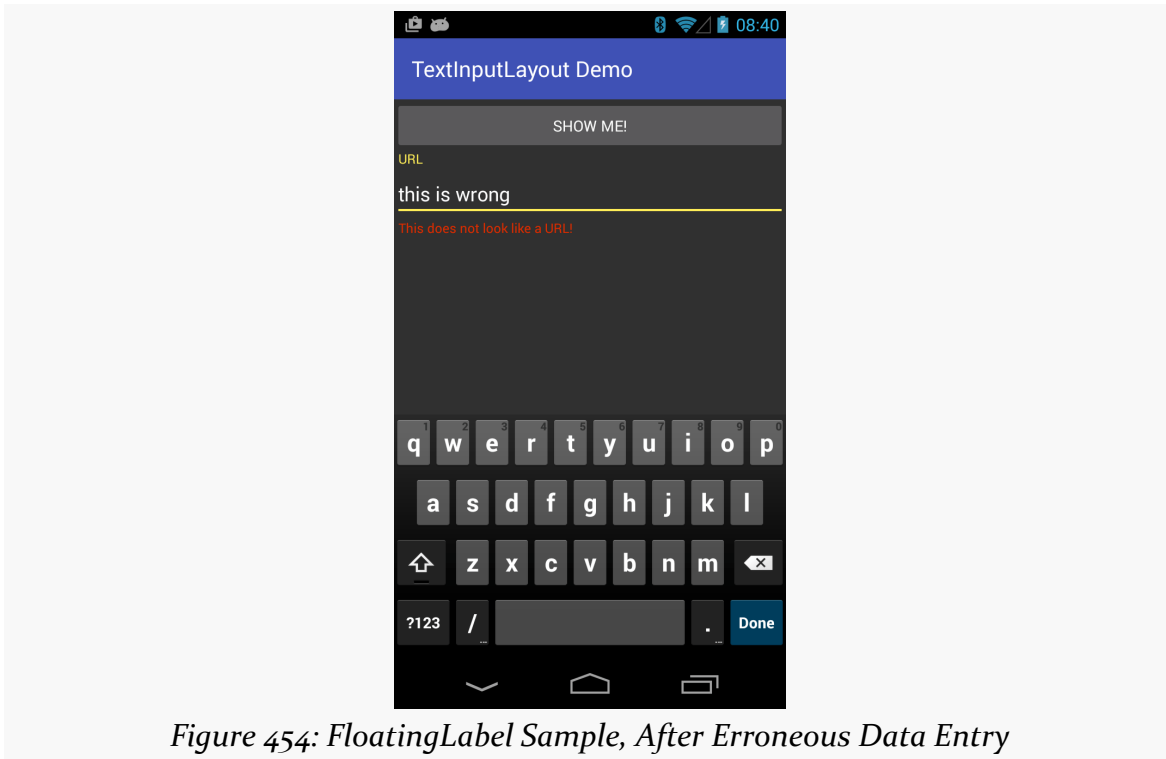 08:40
TextInputLayout Demo
SHOW ME!
URL
this is wrong
This does not look like a URL!
1 2 3 4 5 6 7 8 9 0
q w e r t y u i o p
a s d f g h j k l
z x c v b n m
?123 / ... . ... Done
Figure 454: FloatingLabel Sample, After Erroneous Data Entry